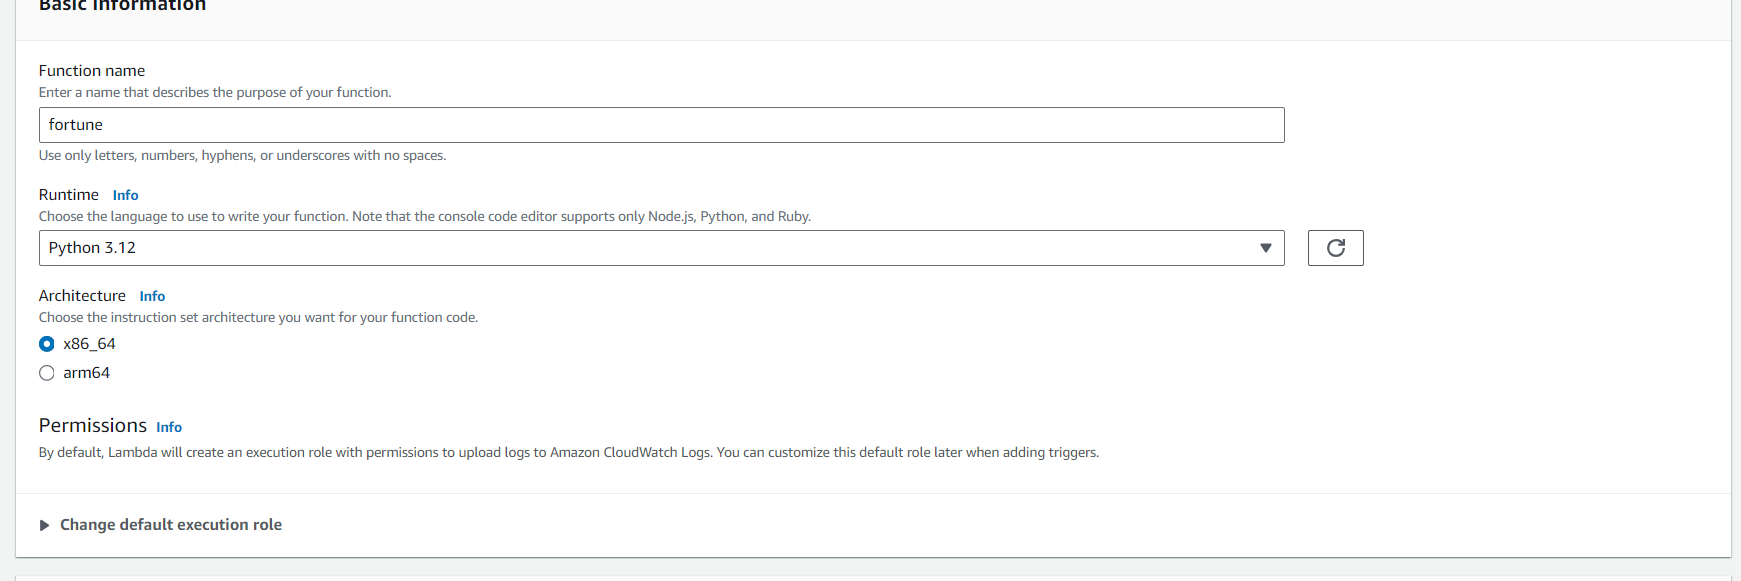 Basic Information
Function name
Enter a name that describes the purpose of your function.
fortune
Use only letters, numbers, hyphens, or underscores with no spaces.
Runtime Info
Choose the language to use to write your function. Note that the console code editor supports only Node.js, Python, and Ruby.
Python 3.12
Architecture Info
Choose the instruction set architecture you want for your function code.
x86_64
arm64
Permissions Info
By default, Lambda will create an execution role with permissions to upload logs to Amazon CloudWatch Logs. You can customize this default role later when adding triggers.
Change default execution role